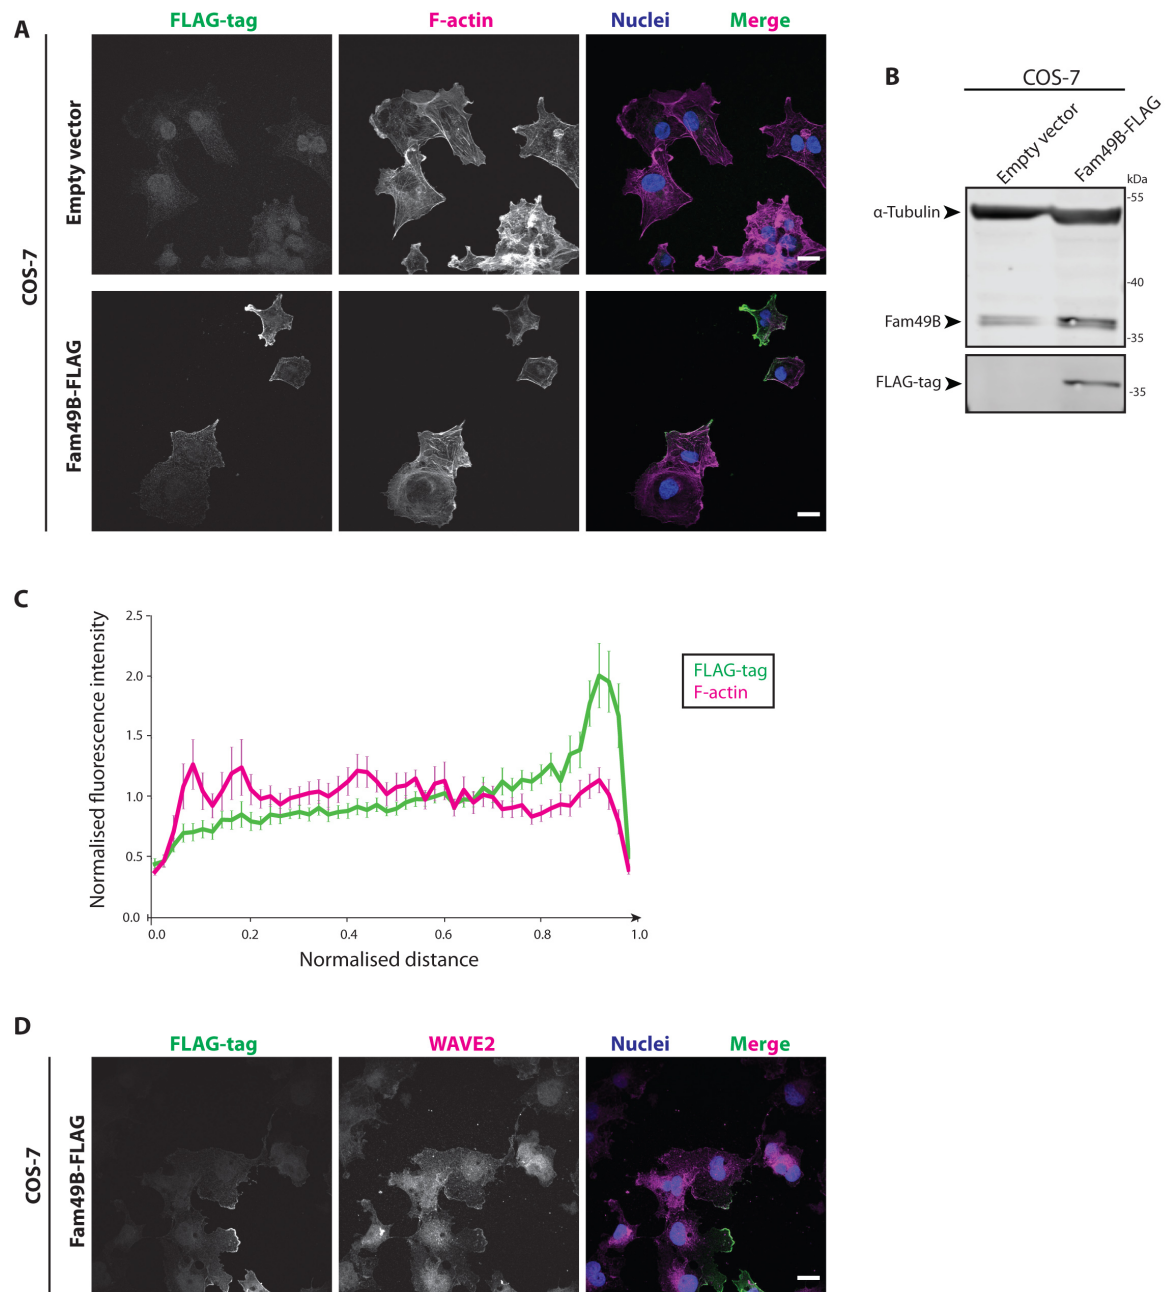 A
FLAG-tag F-actin Nuclei Merge
COS-7
Empty vector
Fam49B-FLAG
B
COS-7
Empty vector
Fam49B-FLAG
kDa
α-Tubulin
-55
-40
Fam49B
-35
FLAG-tag
-35
C
Normalised fluorescence intensity
2.5
2.0
1.5
1.0
0.5
0.0
0.0 0.2 0.4 0.6 0.8 1.0
Normalised distance
FLAG-tag
F-actin
D
FLAG-tag WAVE2 Nuclei Merge
COS-7
Fam49B-FLAG